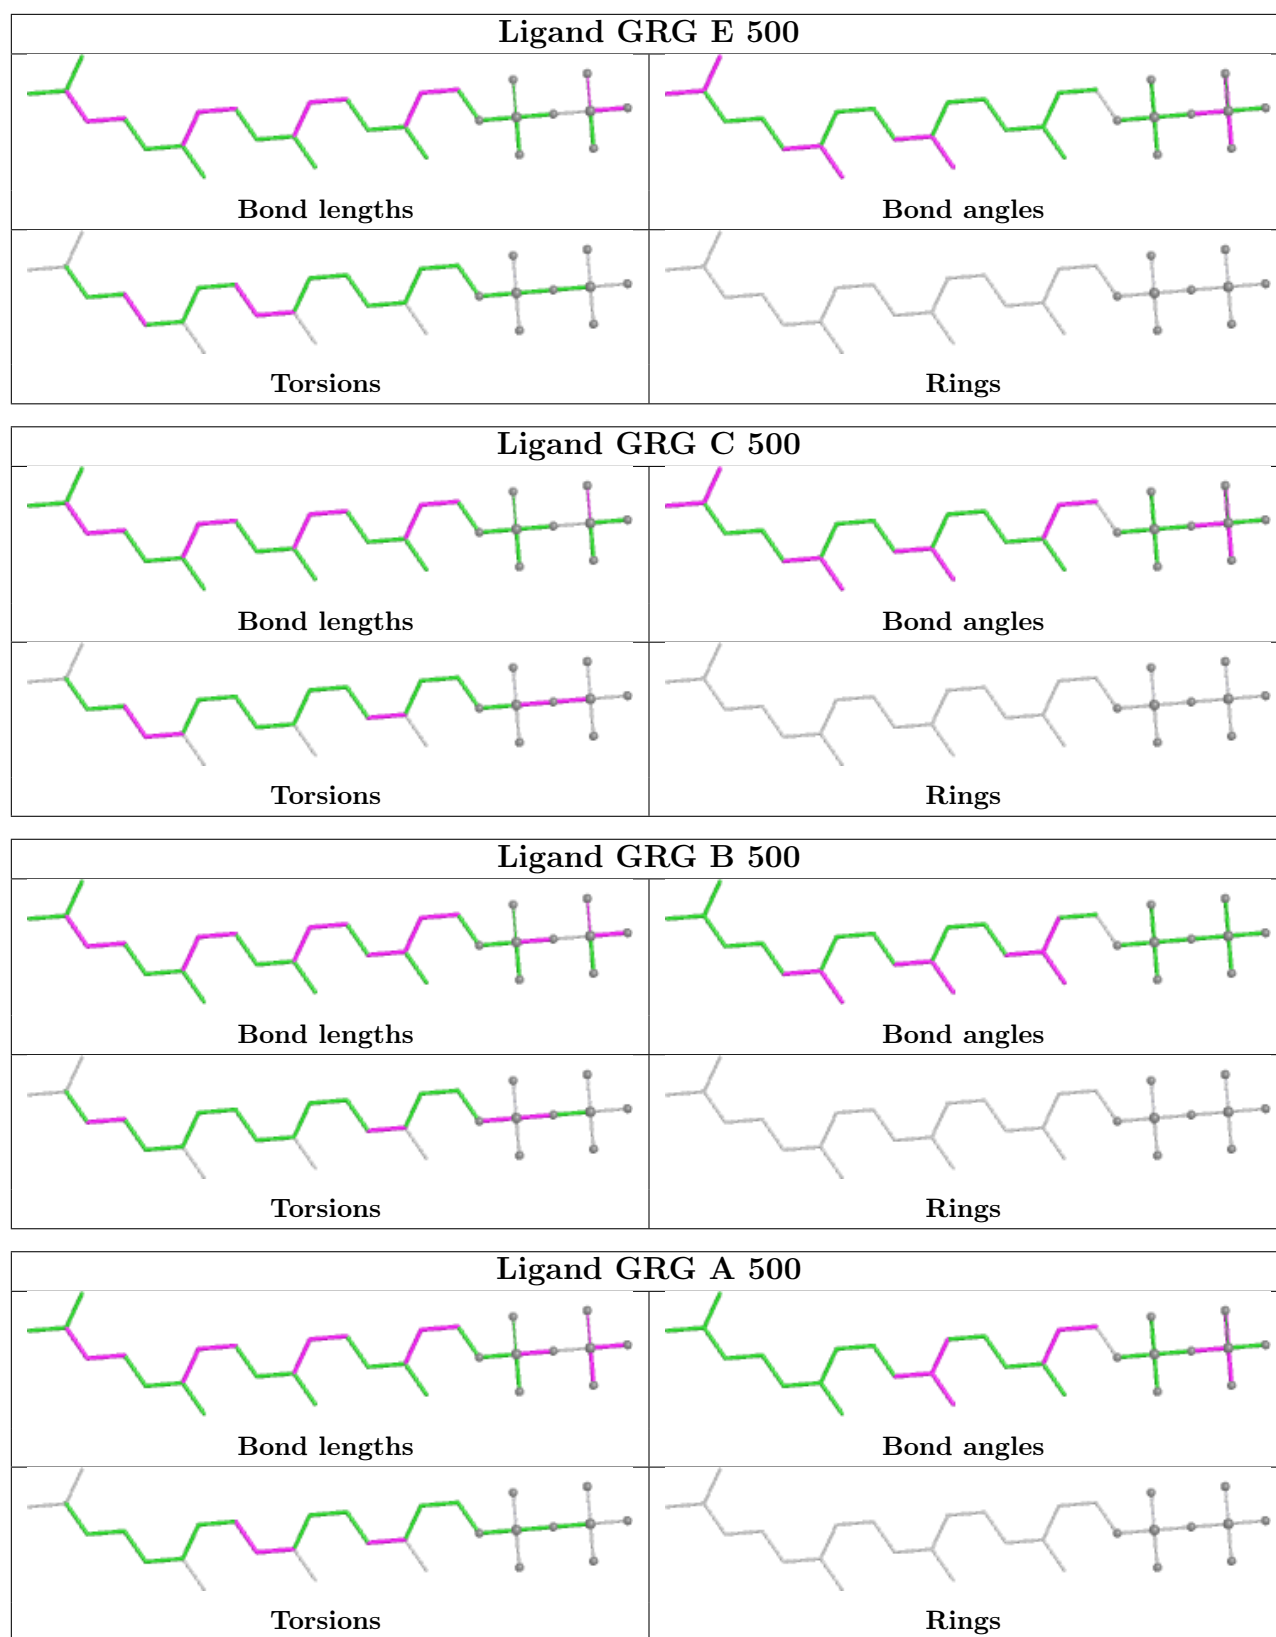 Ligand GRG E 500
Bond lengths
Bond angles
Torsions
Rings
Ligand GRG C 500
Bond lengths
Bond angles
Torsions
Rings
Ligand GRG B 500
Bond lengths
Bond angles
Torsions
Rings
Ligand GRG A 500
Bond lengths
Bond angles
Torsions
Rings